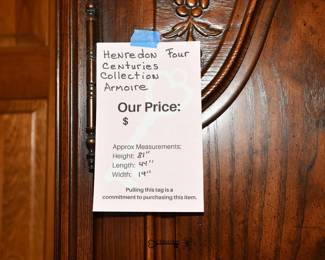 Henredon Four
Centuries
Collection
Armoire
Our Price:
$
Approx Measurements:
Height: 81"
Length: 44"
Width: 19"
Pulling this tag is a
commitment to purchasing this item.